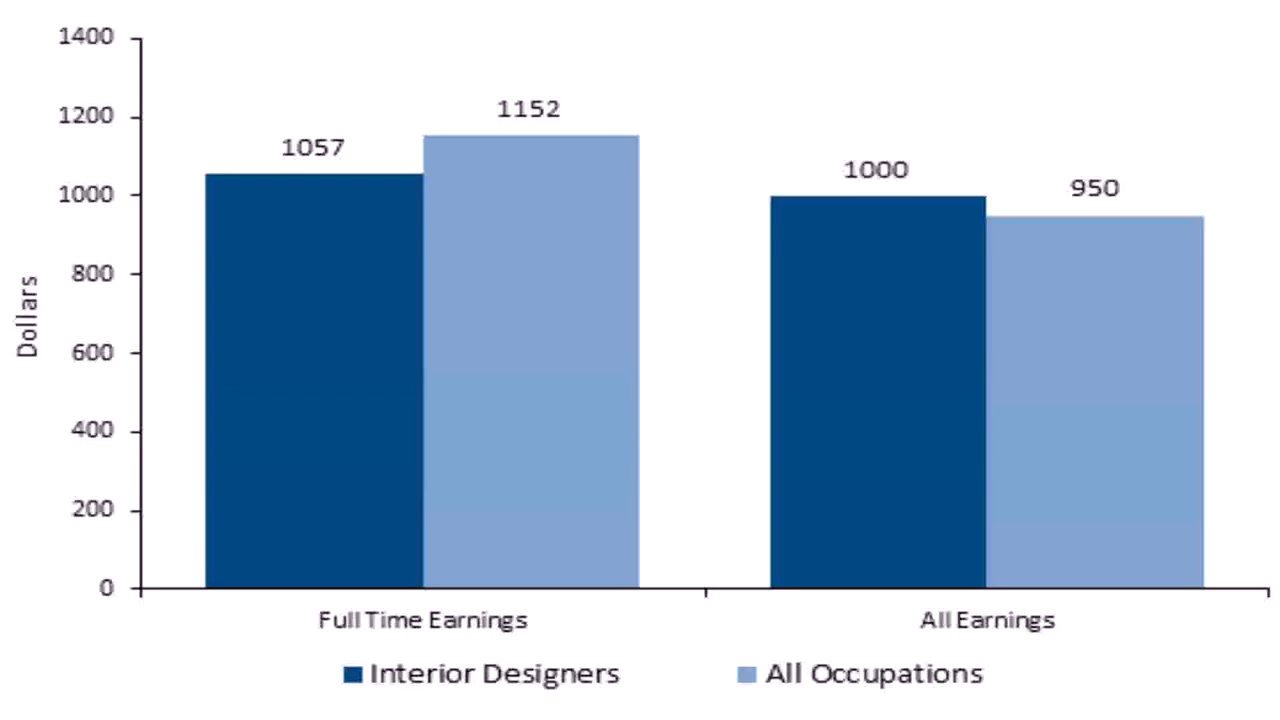 1400
1200
1000
800
600
400
200
0
Dollars
1057
1152
1000
950
Full Time Earnings
All Earnings
Interior Designers
All Occupations